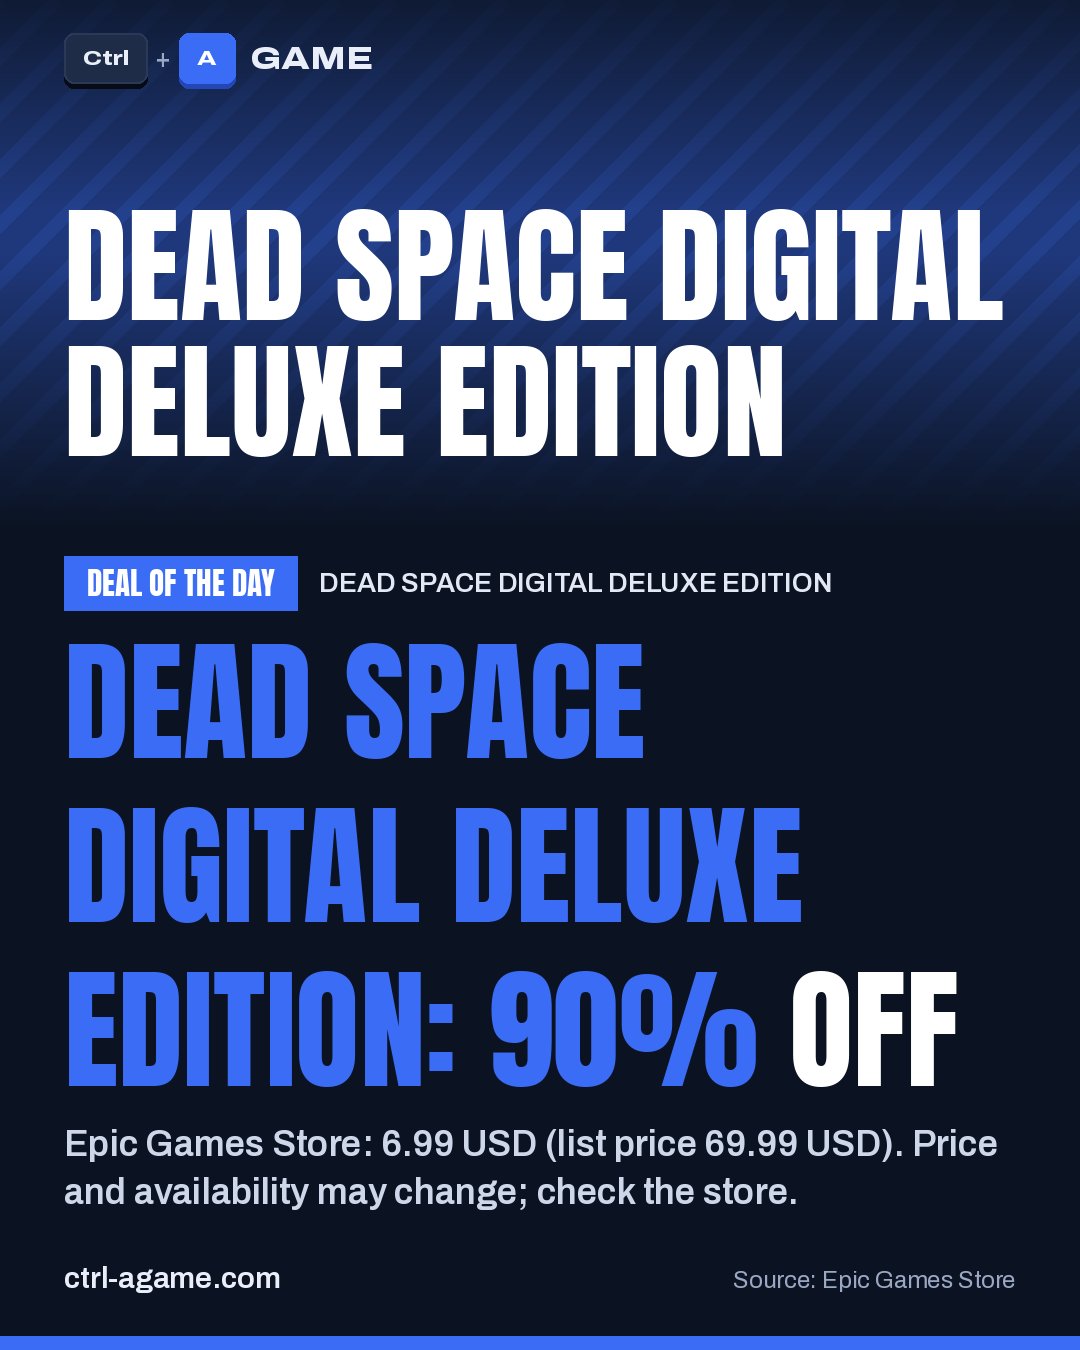 Ctrl + A GAME
DEAD SPACE DIGITAL
DELUXE EDITION
DEAL OF THE DAY DEAD SPACE DIGITAL DELUXE EDITION
DEAD SPACE
DIGITAL DELUXE
EDITION: 90% OFF
Epic Games Store: 6.99 USD (list price 69.99 USD). Price
and availability may change; check the store.
ctrl-agame.com Source: Epic Games Store